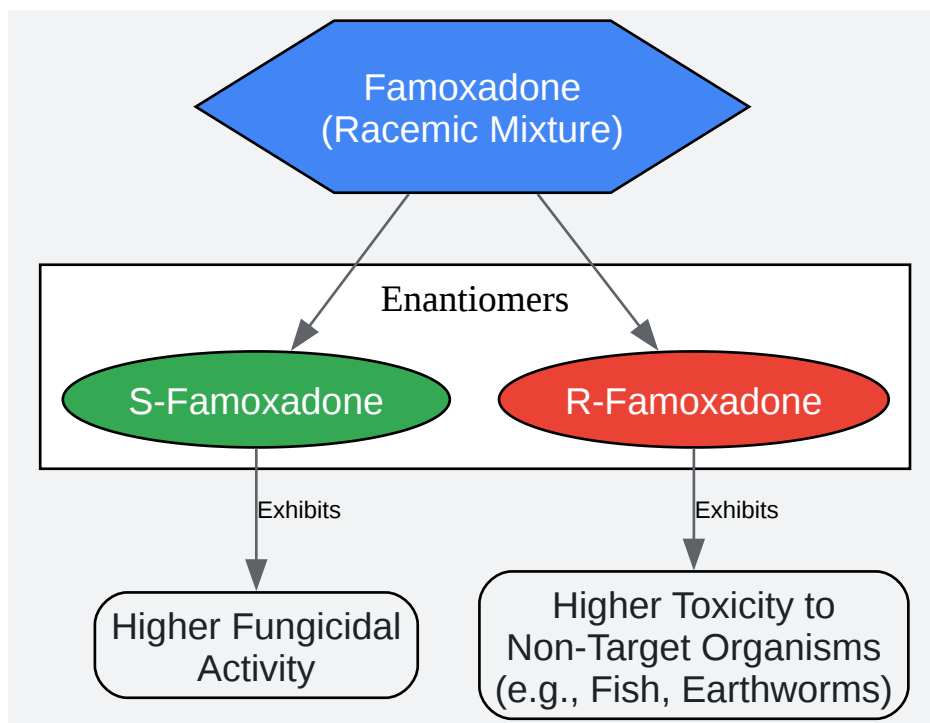 Famoxadone
(Racemic Mixture)
Enantiomers
S-Famoxadone
R-Famoxadone
Exhibits
Exhibits
Higher Fungicidal
Activity
Higher Toxicity to
Non-Target Organisms
(e.g., Fish, Earthworms)